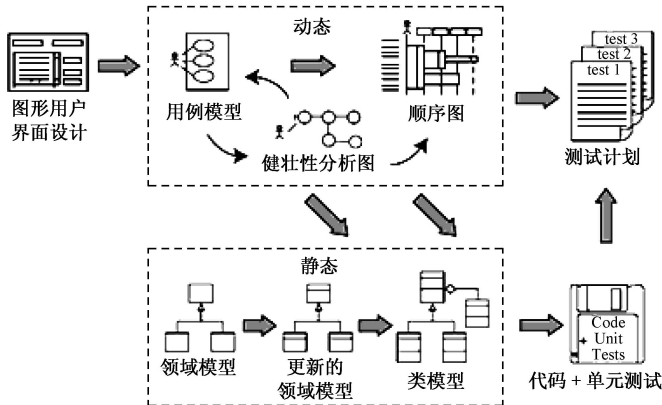 动态
test 3
test 2
test 1
图形用户
界面设计
用例模型
健壮性分析图
顺序图
测试计划
静态
Code
Unit
+ Tests
领域模型
更新的
领域模型
类模型
代码 + 单元测试